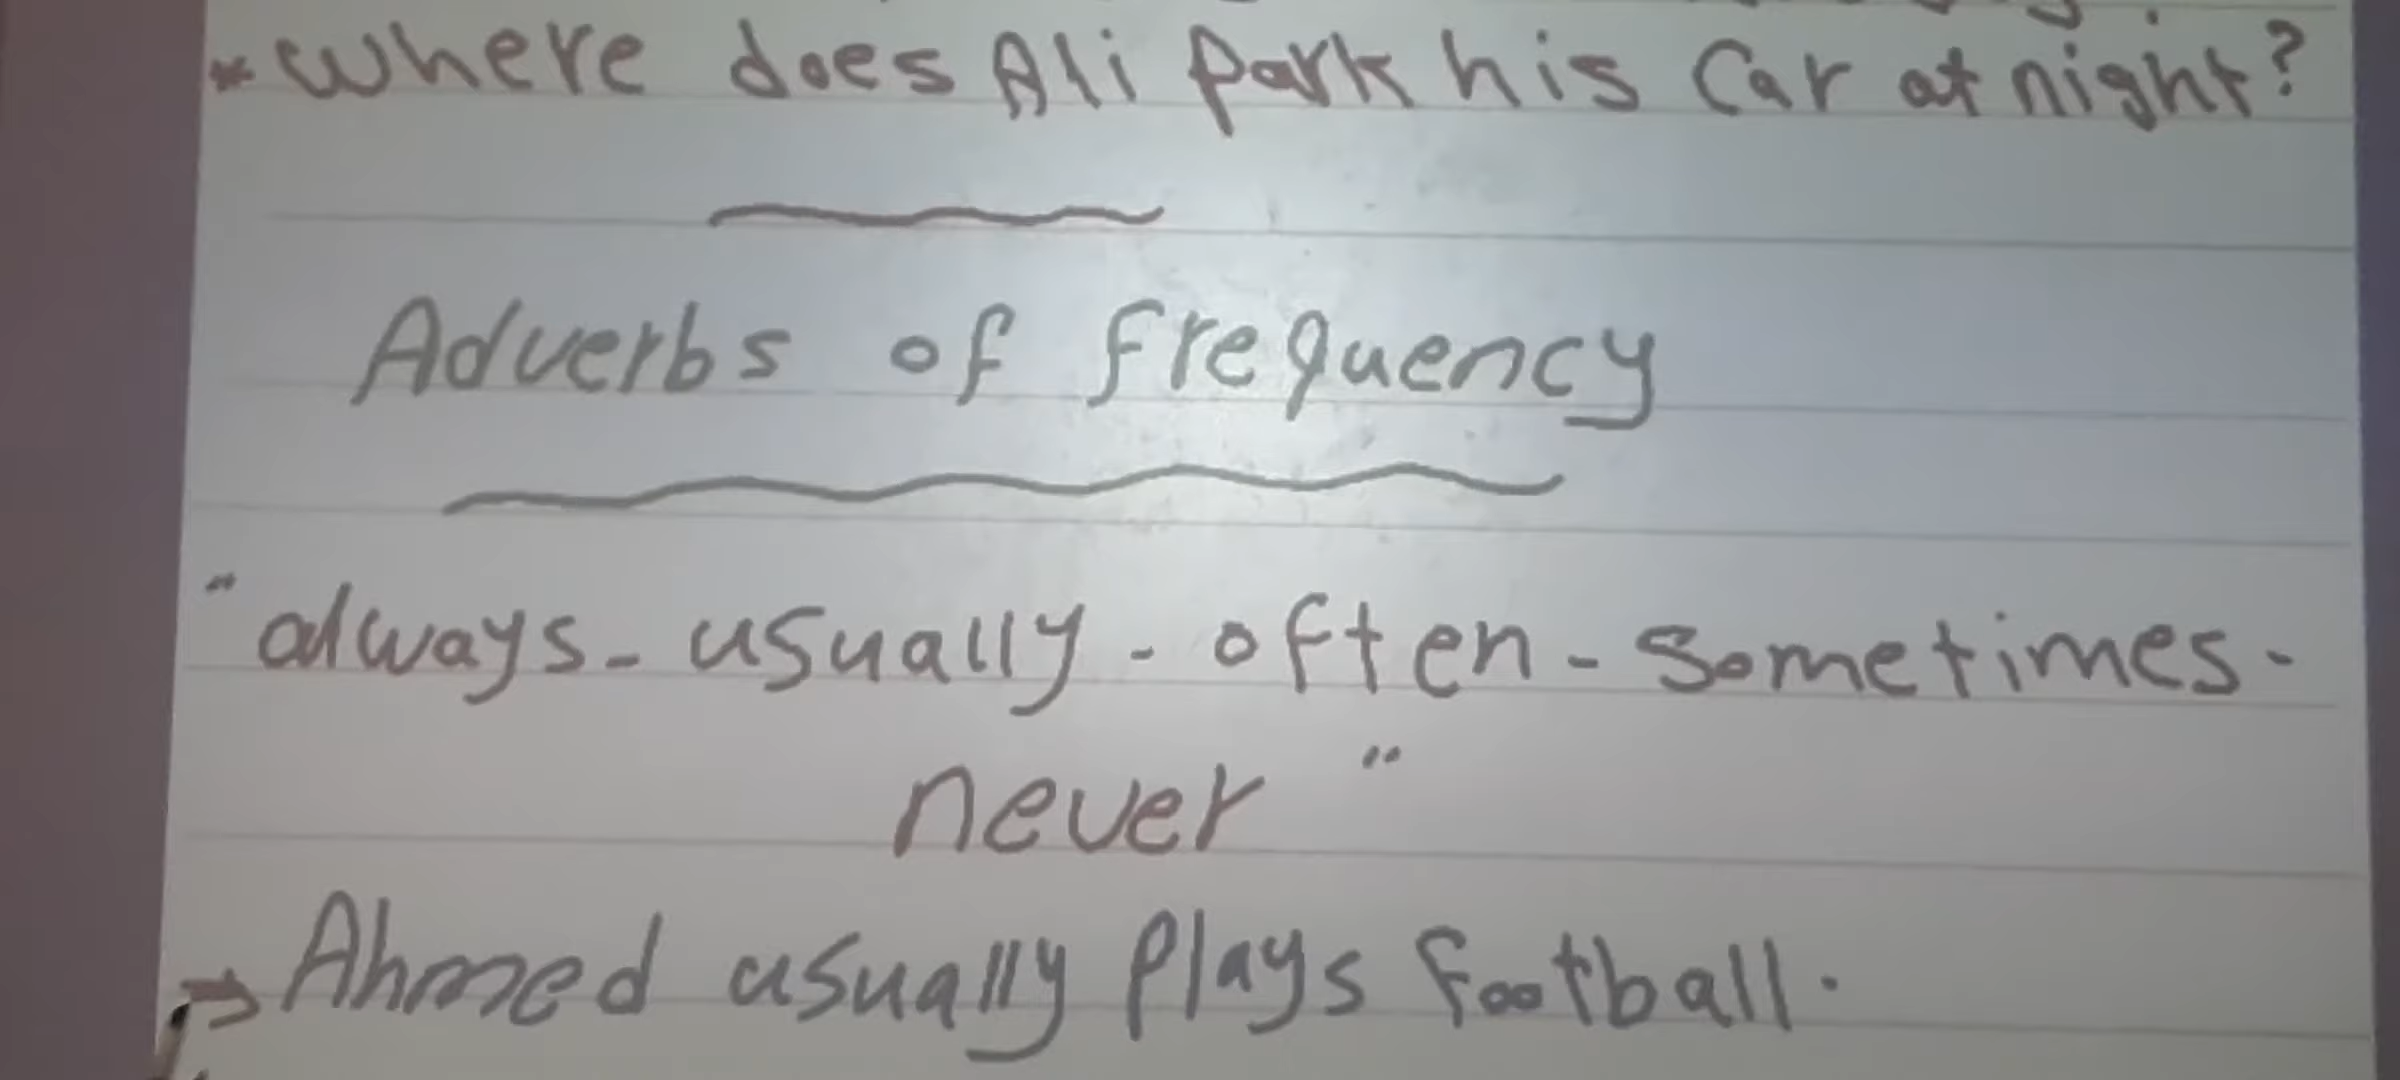 * Where does Ali park his Car at night?
Adverbs of frequency
"always - usually - often - sometimes -
never"
→ Ahmed usually Plays football.